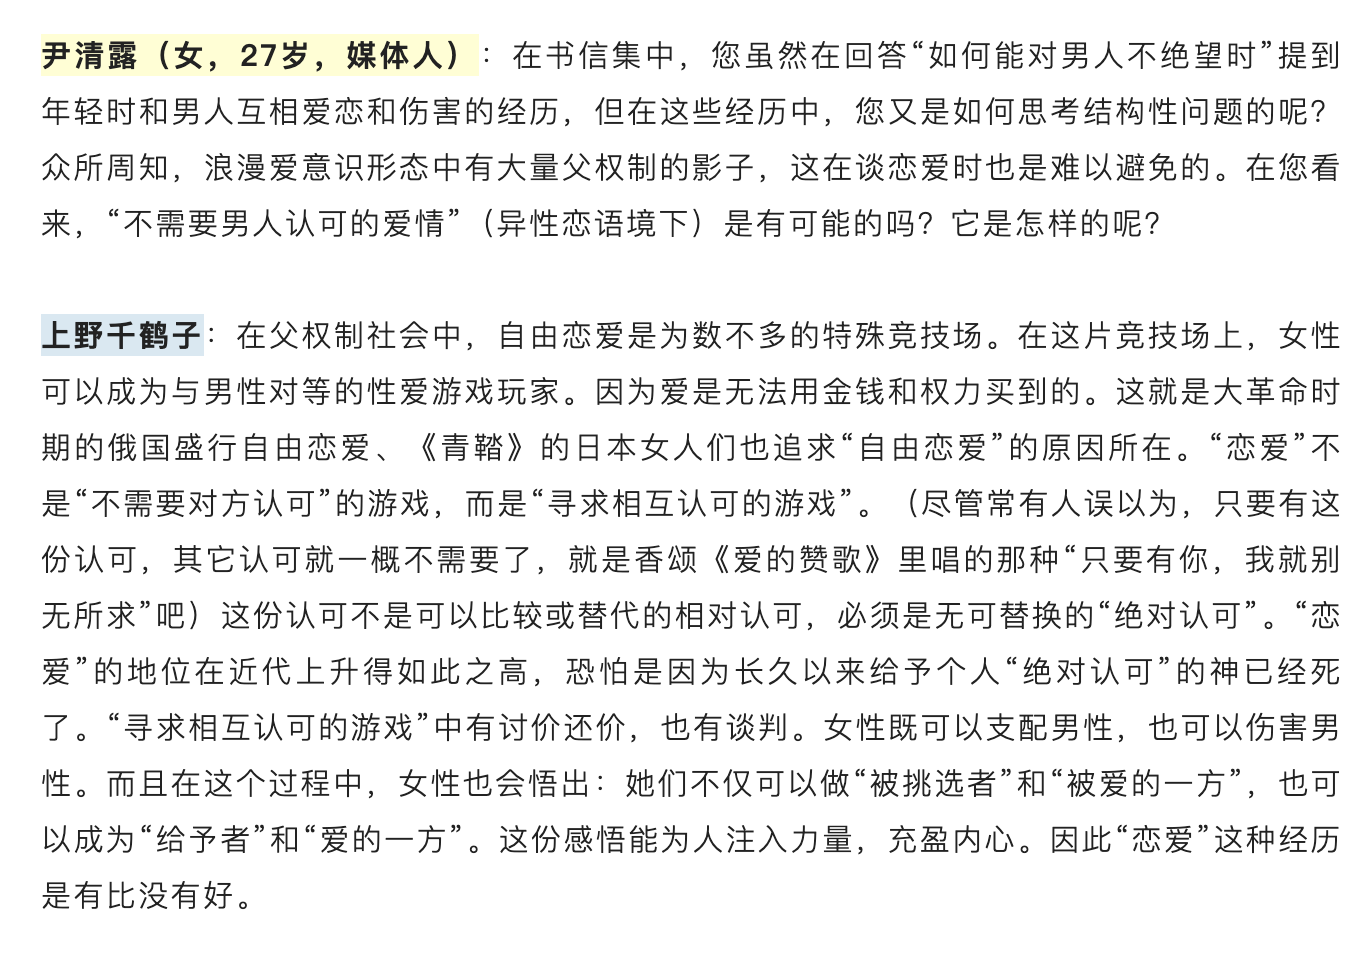 尹清露（女，27岁，媒体人）：在书信集中，您虽然在回答“如何能对男人不绝望时”提到
年轻时和男人互相爱恋和伤害的经历，但在这些经历中，您又是如何思考结构性问题的呢？
众所周知，浪漫爱意识形态中有大量父权制的影子，这在谈恋爱时也是难以避免的。在您看
来，“不需要男人认可的爱情”（异性恋语境下）是有可能的吗？它是怎样的呢？
上野千鹤子：在父权制社会中，自由恋爱是为数不多的特殊竞技场。在这片竞技场上，女性
可以成为与男性对等的性爱游戏玩家。因为爱是无法用金钱和权力买到的。这就是大革命时
期的俄国盛行自由恋爱、《青鞜》的日本女人们也追求“自由恋爱”的原因所在。“恋爱”不
是“不需要对方认可”的游戏，而是“寻求相互认可的游戏”。（尽管常有人误以为，只要有这
份认可，其它认可就一概不需要了，就是香颂《爱的赞歌》里唱的那种“只要有你，我就别
无所求”吧）这份认可不是可以比较或替代的相对认可，必须是无可替换的“绝对认可”。“恋
爱”的地位在近代上升得如此之高，恐怕是因为长久以来给予个人“绝对认可”的神已经死
了。“寻求相互认可的游戏”中有讨价还价，也有谈判。女性既可以支配男性，也可以伤害男
性。而且在这个过程中，女性也会悟出：她们不仅可以做“被挑选者”和“被爱的一方”，也可
以成为“给予者”和“爱的一方”。这份感悟能为人注入力量，充盈内心。因此“恋爱”这种经历
是有比没有好。